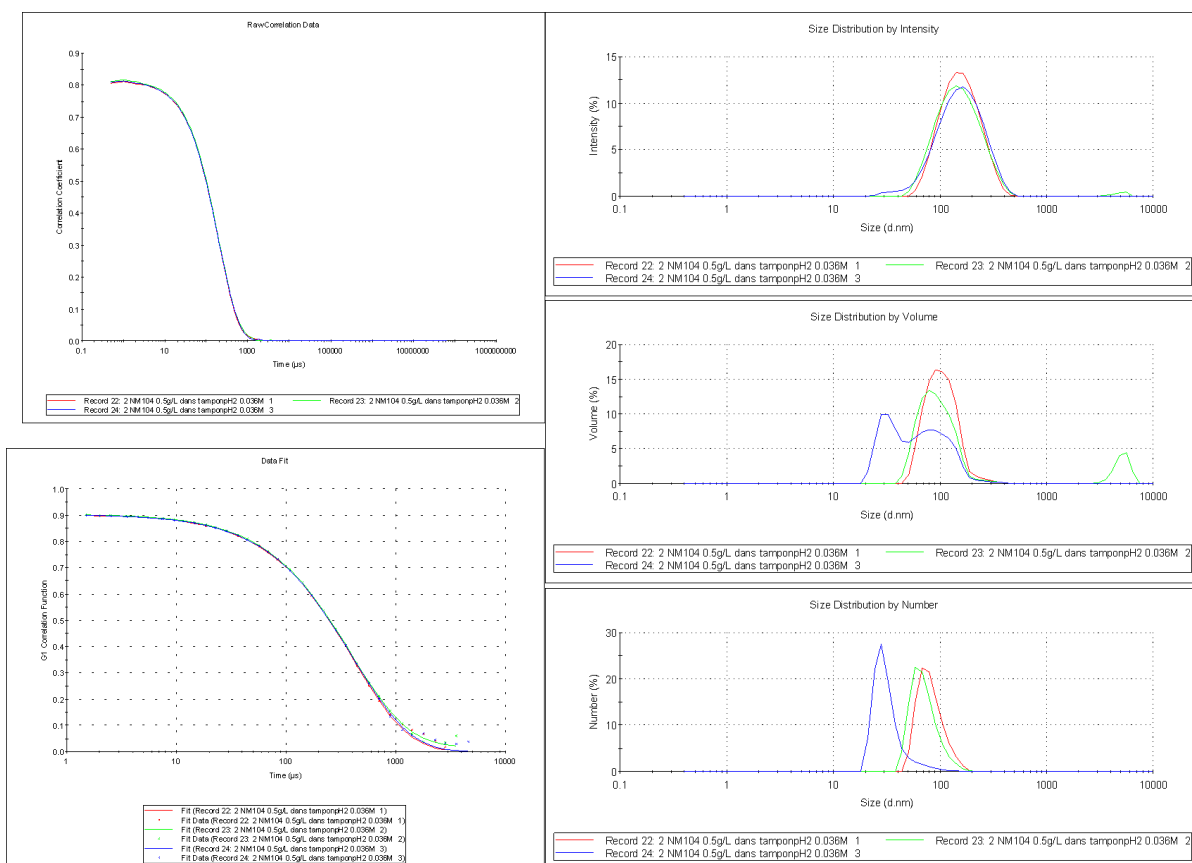 RawCorrelation Data
0.9
0.8
0.7
0.6
0.5
0.4
0.3
0.2
0.1
0.0
Correlation Coefficient
0.1 10 1000 100000 10000000 1000000000
Time (µs)
Record 22: 2 NM104 0.5g/L dans tamponpH2 0.036M 1 Record 23: 2 NM104 0.5g/L dans tamponpH2 0.036M 2
Record 24: 2 NM104 0.5g/L dans tamponpH2 0.036M 3
Data Fit
1.0
0.9
0.8
0.7
0.6
0.5
0.4
0.3
0.2
0.1
0.0
G1 Correlation Function
1 10 100 1000 10000
Time (µs)
Fit (Record 22: 2 NM104 0.5g/L dans tamponpH2 0.036M 1)
Fit Data (Record 22: 2 NM104 0.5g/L dans tamponpH2 0.036M 1)
Fit (Record 23: 2 NM104 0.5g/L dans tamponpH2 0.036M 2)
Fit Data (Record 23: 2 NM104 0.5g/L dans tamponpH2 0.036M 2)
Fit (Record 24: 2 NM104 0.5g/L dans tamponpH2 0.036M 3)
Fit Data (Record 24: 2 NM104 0.5g/L dans tamponpH2 0.036M 3)
Size Distribution by Intensity
15
10
5
0
Intensity (%)
0.1 1 10 100 1000 10000
Size (d.nm)
Record 22: 2 NM104 0.5g/L dans tamponpH2 0.036M 1 Record 23: 2 NM104 0.5g/L dans tamponpH2 0.036M 2
Record 24: 2 NM104 0.5g/L dans tamponpH2 0.036M 3
Size Distribution by Volume
20
15
10
5
0
Volume (%)
0.1 1 10 100 1000 10000
Size (d.nm)
Record 22: 2 NM104 0.5g/L dans tamponpH2 0.036M 1 Record 23: 2 NM104 0.5g/L dans tamponpH2 0.036M 2
Record 24: 2 NM104 0.5g/L dans tamponpH2 0.036M 3
Size Distribution by Number
30
20
10
0
Number (%)
0.1 1 10 100 1000 10000
Size (d.nm)
Record 22: 2 NM104 0.5g/L dans tamponpH2 0.036M 1 Record 23: 2 NM104 0.5g/L dans tamponpH2 0.036M 2
Record 24: 2 NM104 0.5g/L dans tamponpH2 0.036M 3